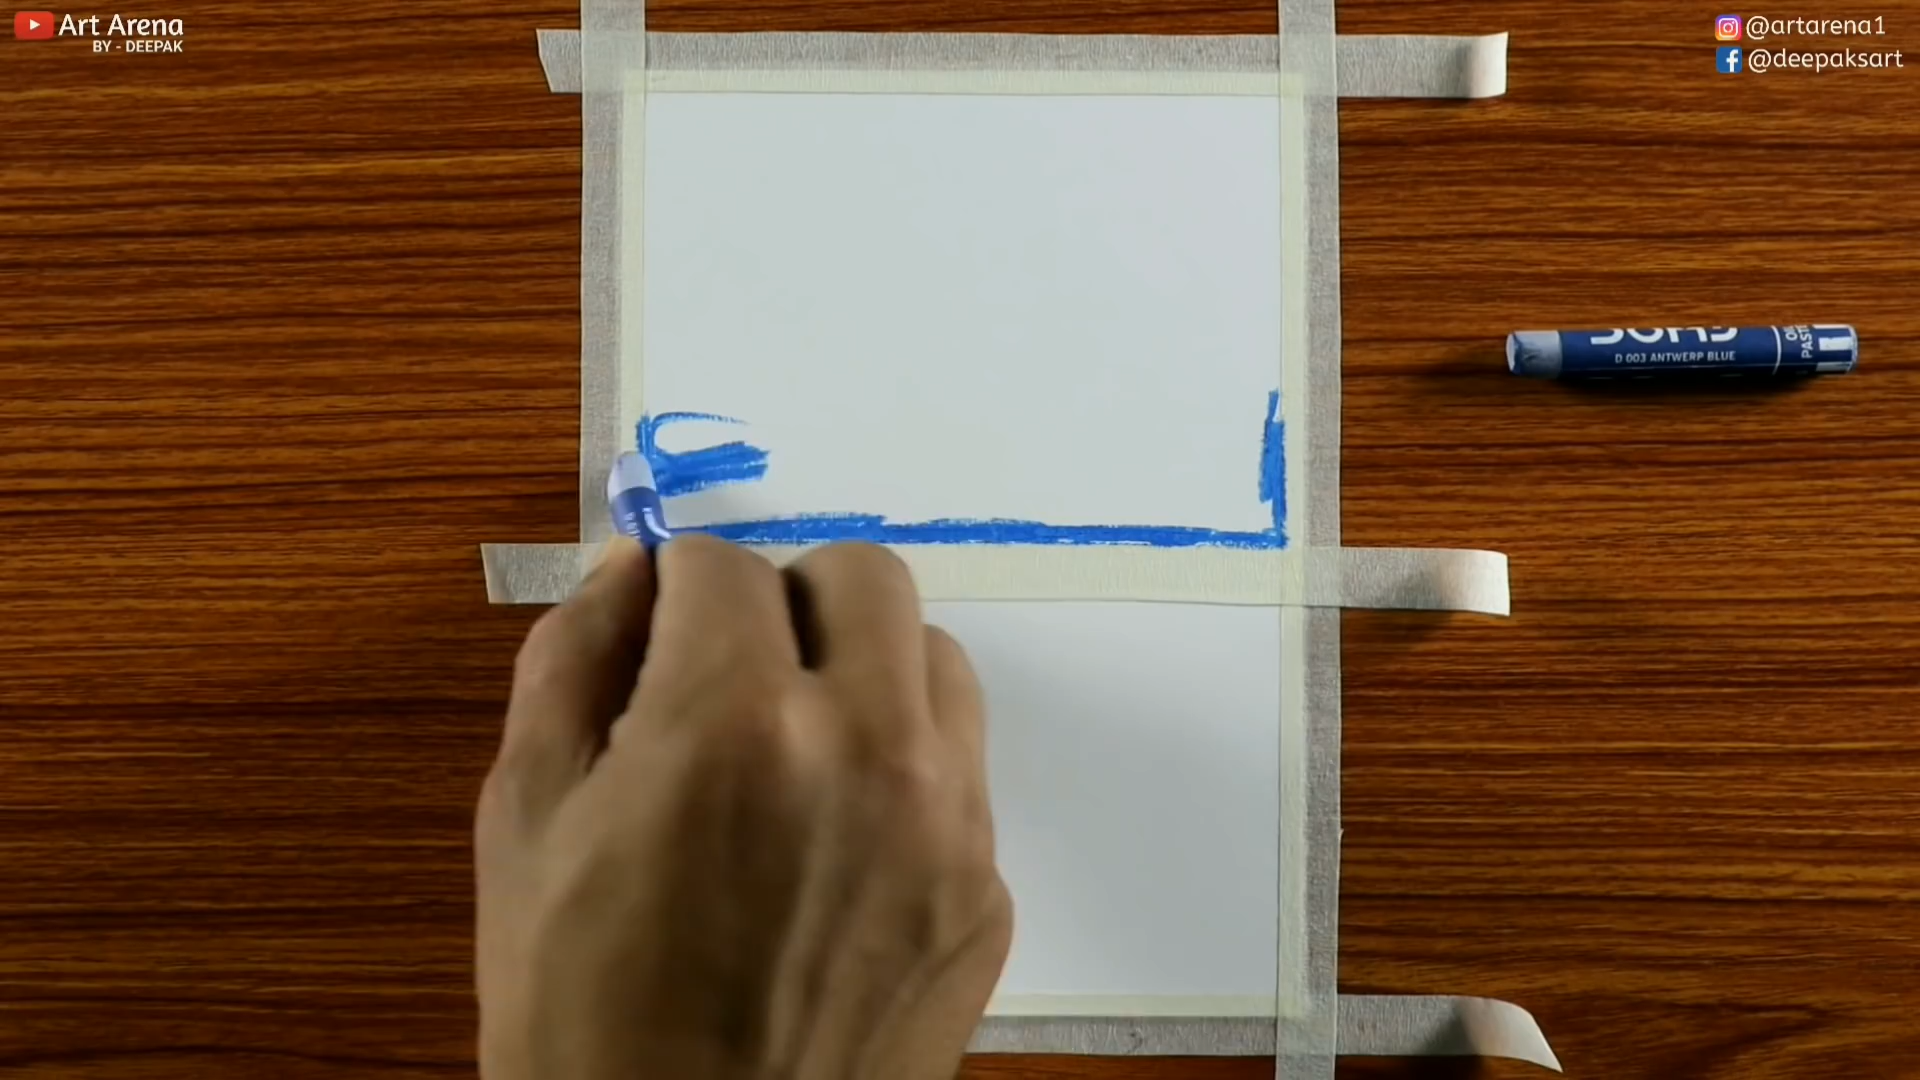 Art Arena
BY - DEEPAK
@artarena1
@deepaksart
D 003 ANTWERP BLUE